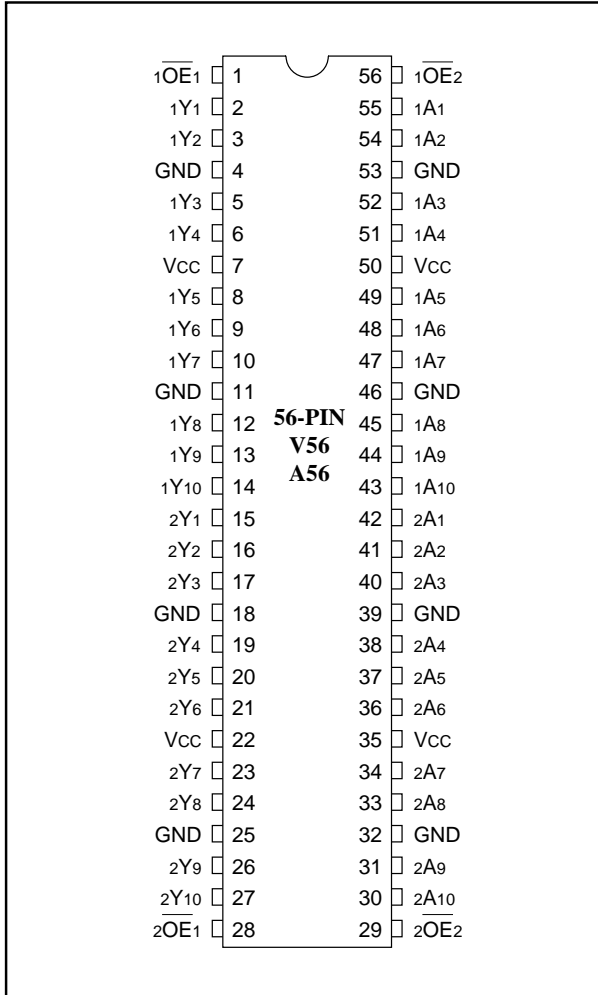 1OE1 1 56 1OE2
1Y1 2 55 1A1
1Y2 3 54 1A2
GND 4 53 GND
1Y3 5 52 1A3
1Y4 6 51 1A4
VCC 7 50 VCC
1Y5 8 49 1A5
1Y6 9 48 1A6
1Y7 10 47 1A7
GND 11 46 GND
1Y8 12 56-PIN 45 1A8
V56
1Y9 13 44 1A9
A56
1Y10 14 43 1A10
2Y1 15 42 2A1
2Y2 16 41 2A2
2Y3 17 40 2A3
GND 18 39 GND
2Y4 19 38 2A4
2Y5 20 37 2A5
2Y6 21 36 2A6
VCC 22 35 VCC
2Y7 23 34 2A7
2Y8 24 33 2A8
GND 25 32 GND
2Y9 26 31 2A9
2Y10 27 30 2A10
2OE1 28 29 2OE2